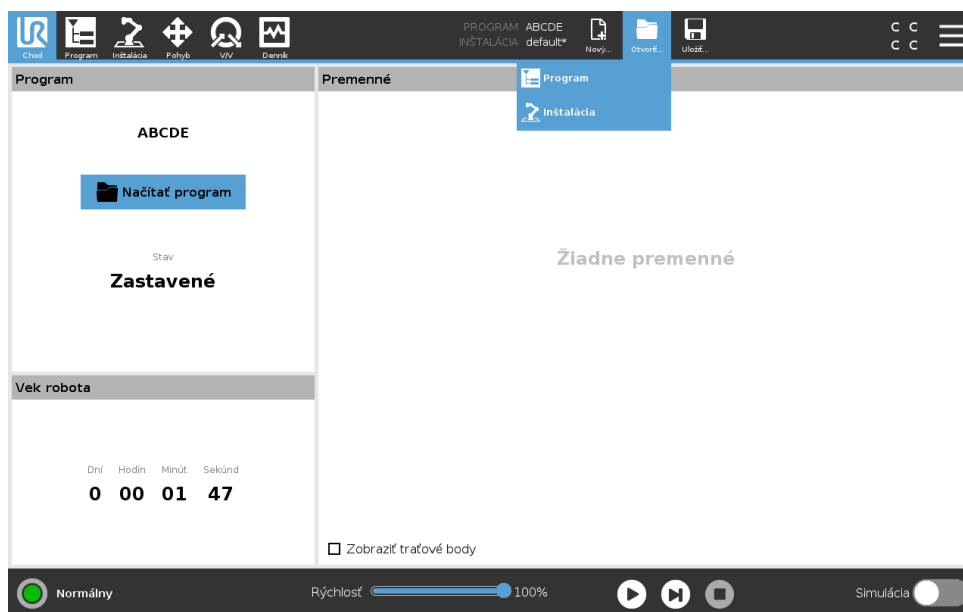 PROGRAM ABCDE
INŠTALÁCIA default*
Chod Program Inštalácia Pohyb V/V Denník Nový... Otvoriť... Uložiť...
C C
C C
Program
Inštalácia
Program
ABCDE
Načítať program
Stav
Zastavené
Premenné
Žiadne premenné
Zobraziť traťové body
Vek robota
Dní Hodín Minút Sekúnd
0 00 01 47
Normálny Rýchlosť 100% Simulácia